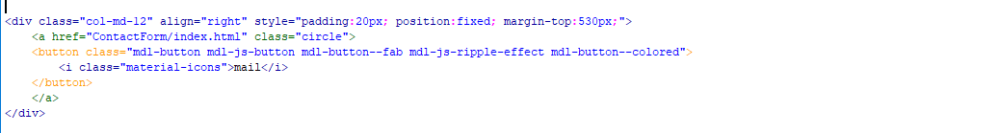 <div class="col-md-12" align="right" style="padding:20px; position:fixed; margin-top:530px;">
<a href="ContactForm/index.html" class="circle">
<button class="mdl-button mdl-js-button mdl-button--fab mdl-js-ripple-effect mdl-button--colored">
<i class="material-icons">mail</i>
</button>
</a>
</div>